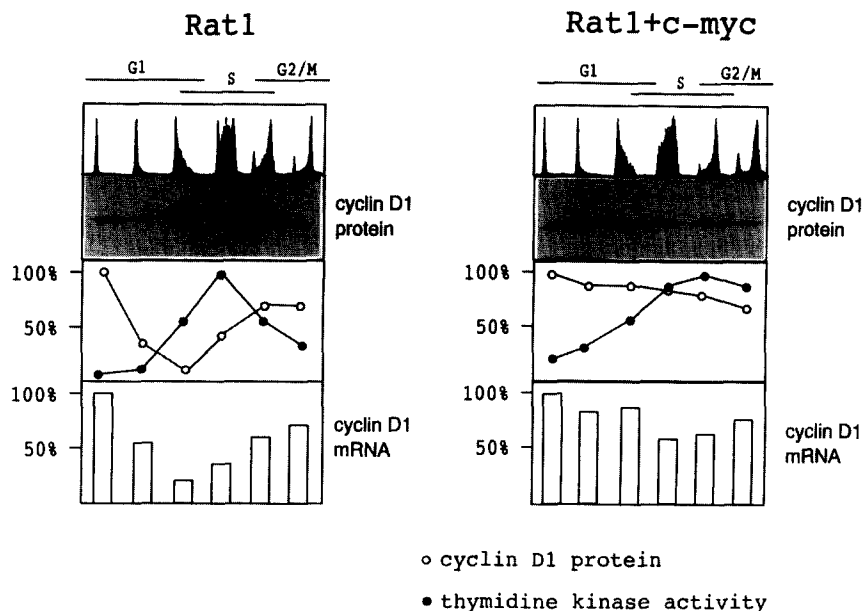 Rat1
Rat1+c-myc
G1
S
G2/M
G1
S
G2/M
cyclin D1
protein
cyclin D1
protein
100%
50%
100%
50%
100%
50%
cyclin D1
mRNA
100%
50%
cyclin D1
mRNA
cyclin D1 protein
thymidine kinase activity